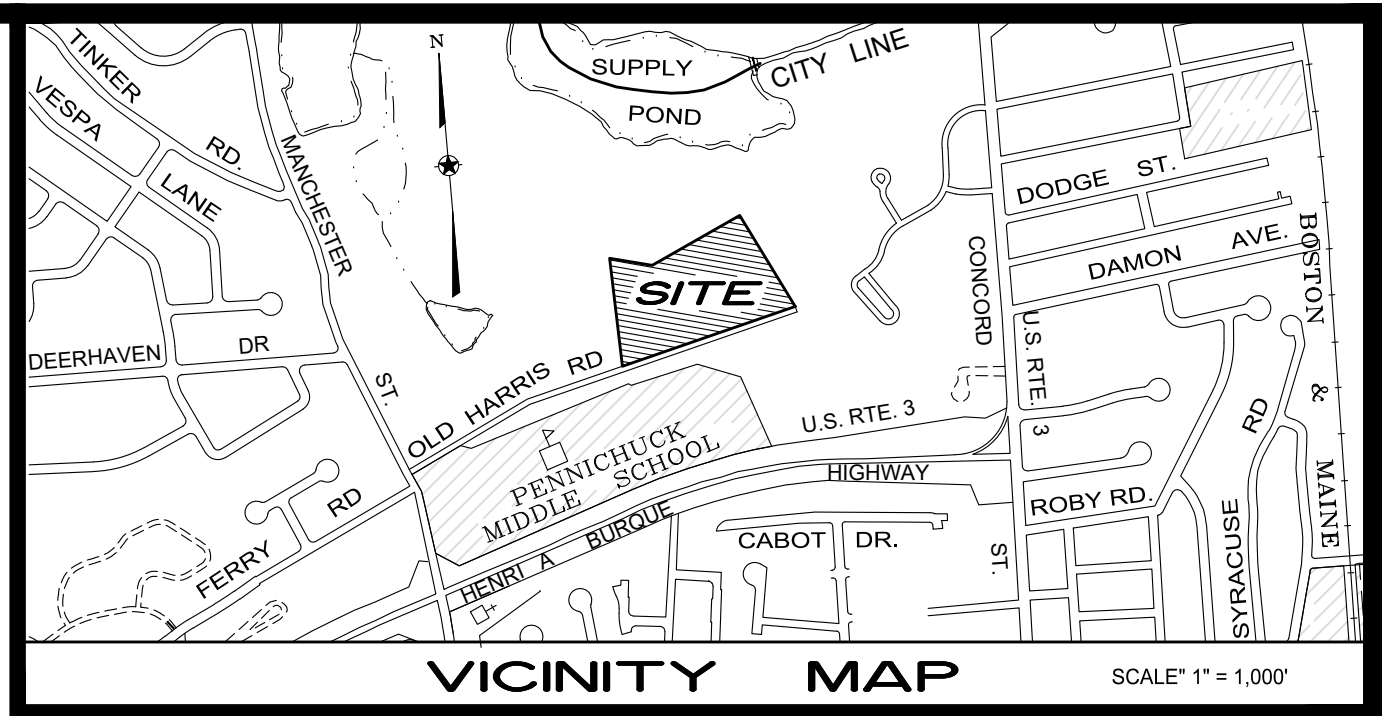 N
SUPPLY
POND
CITY LINE
TINKER
RD.
VESPA
LANE
MANCHESTER
ST.
DEERHAVEN
DR
SITE
OLD HARRIS RD
PENNICHUCK
MIDDLE SCHOOL
U.S. RTE. 3
HENRI A BURQUE
HIGHWAY
FERRY
RD
CABOT DR.
CONCORD
ST.
U.S. RTE.
3
DODGE ST.
DAMON AVE.
ROBY RD.
SYRACUSE
RD
BOSTON
&
MAINE
VICINITY MAP
SCALE" 1" = 1,000'